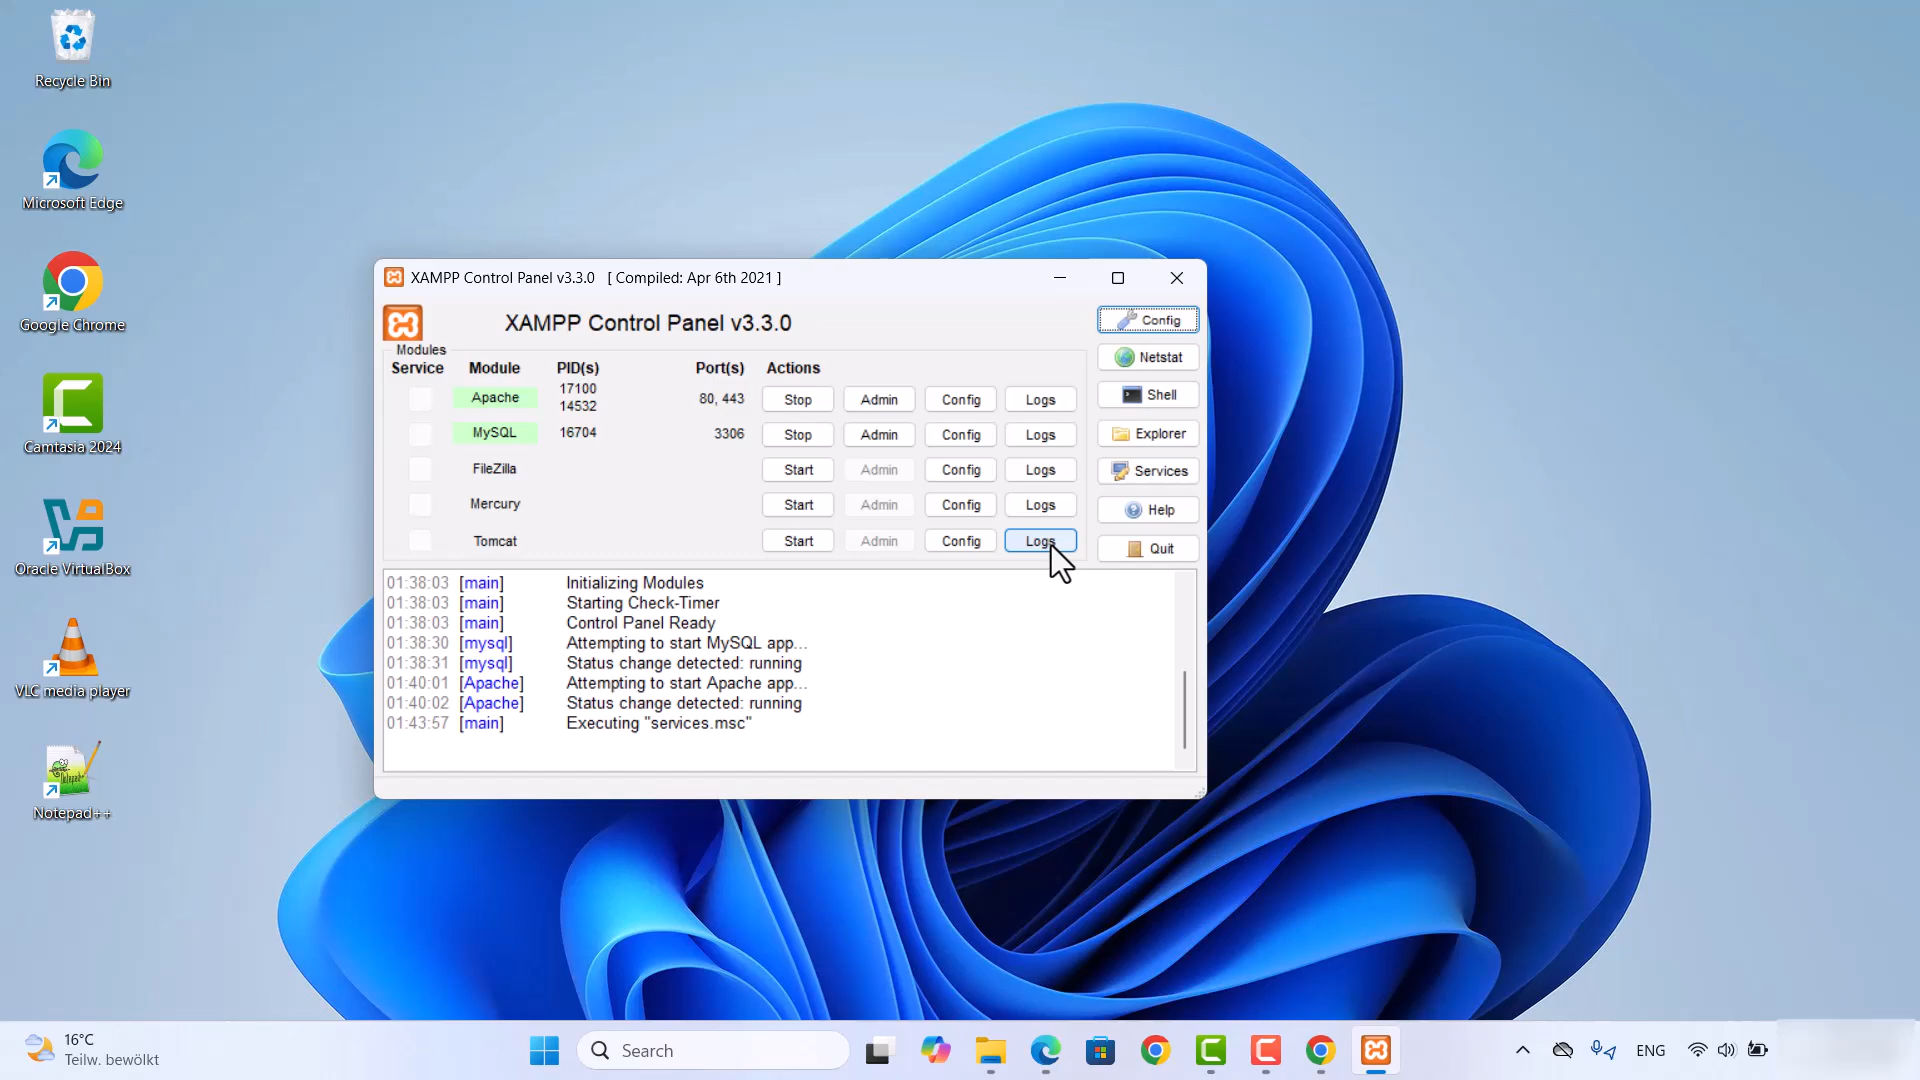 Recycle Bin
Microsoft Edge
Google Chrome
Camtasia 2024
Oracle VirtualBox
VLC media player
Notepad++
XAMPP Control Panel v3.3.0 [ Compiled: Apr 6th 2021 ]
XAMPP Control Panel v3.3.0
Config
Modules
Service Module PID(s) Port(s) Actions
Netstat
Apache 17100 14532 80, 443 Stop Admin Config Logs
Shell
MySQL 16704 3306 Stop Admin Config Logs
Explorer
FileZilla Start Admin Config Logs
Services
Mercury Start Admin Config Logs
Help
Tomcat Start Admin Config Logs
Quit
01:38:03 [main] Initializing Modules
01:38:03 [main] Starting Check-Timer
01:38:03 [main] Control Panel Ready
01:38:30 [mysql] Attempting to start MySQL app...
01:38:31 [mysql] Status change detected: running
01:40:01 [Apache] Attempting to start Apache app...
01:40:02 [Apache] Status change detected: running
01:43:57 [main] Executing "services.msc"
16°C
Teilw. bewölkt
Search
ENG